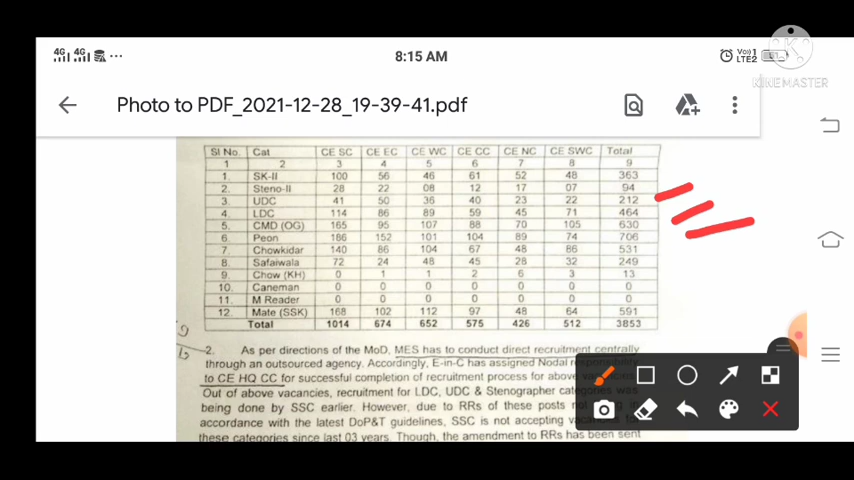 KINEMASTER
4G 4G ... 8:15 AM Vo)) 1 LTE2
Photo to PDF_2021-12-28_19-39-41.pdf
Sl No. Cat CE SC CE EC CE WC CE CC CE NC CE SWC Total
1 2 3 4 5 6 7 8 9
1. SK-II 100 56 46 61 52 48 363
2. Steno-II 28 22 08 12 17 07 94
3. UDC 41 50 36 40 23 22 212
4. LDC 114 86 89 59 45 71 464
5. CMD (OG) 165 95 107 88 70 105 630
6. Peon 186 152 101 104 89 74 706
7. Chowkidar 140 86 104 67 48 86 531
8. Safaiwala 72 24 48 45 28 32 249
9. Chow (KH) 0 1 1 2 6 3 13
10. Caneman 0 0 0 0 0 0 0
11. M Reader 0 0 0 0 0 0 0
12. Mate (SSK) 168 102 112 97 48 64 591
Total 1014 674 652 575 426 512 3853
2. As per directions of the MoD, MES has to conduct direct recruitment centrally
through an outsourced agency. Accordingly, E-in-C has assigned Nodal responsibility
to CE HQ CC for successful completion of recruitment process for above
Out of above vacancies, recruitment for LDC, UDC & Stenographer categories was
being done by SSC earlier. However, due to RRs of these posts not in
accordance with the latest DoP&T guidelines, SSC is not accepting
these categories since last 03 years. Though, the amendment to RRs has been sent